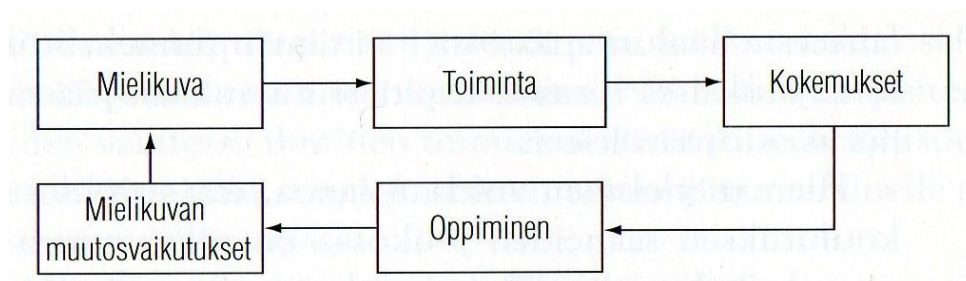 Mielikuva
Toiminta
Kokemukset
Mielikuvan
muutosvaikutukset
Oppiminen